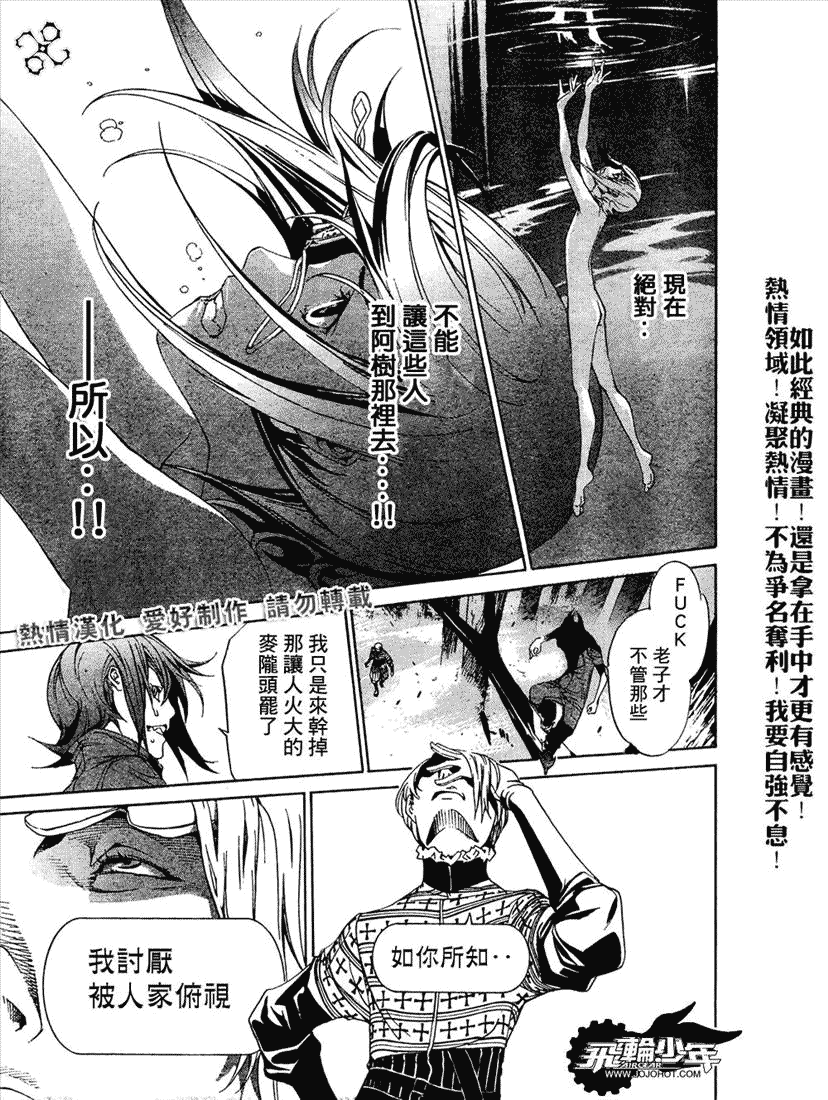 現在
絕對‥
不能
讓這些人
到阿樹那裡去‥‥!!
——所以‥‥!!
如此經典的漫畫！還是拿在手中才更有感覺！
熱情領域！凝聚熱情！不為爭名奪利！我要自強不息！
熱情漢化 愛好制作 請勿轉載
FUCK
老子才
不管那些
我只是來幹掉
那讓人火大的
麥隴頭罷了
如你所知‥
我討厭
被人家俯視
飛輪少年
AIRGEAR
WWW.JOJOHOT.COM